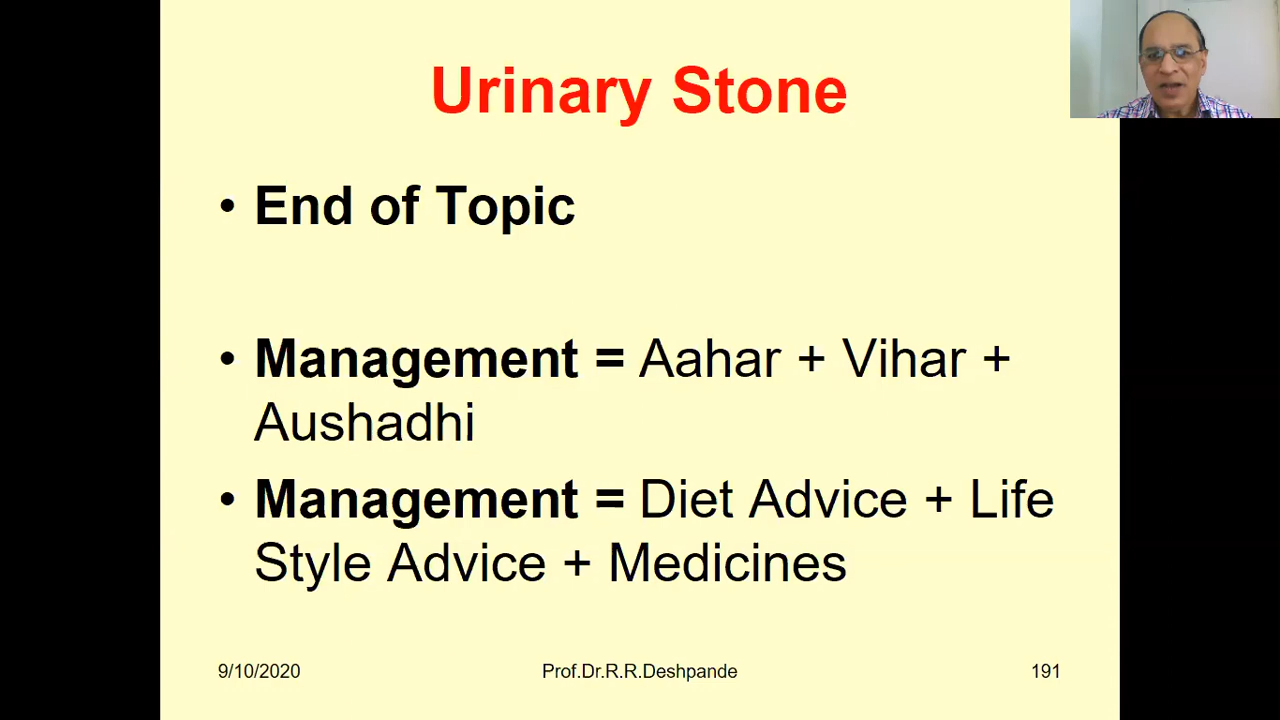 Urinary Stone
• End of Topic
• Management = Aahar + Vihar +
Aushadhi
• Management = Diet Advice + Life
Style Advice + Medicines
9/10/2020 Prof.Dr.R.R.Deshpande 191